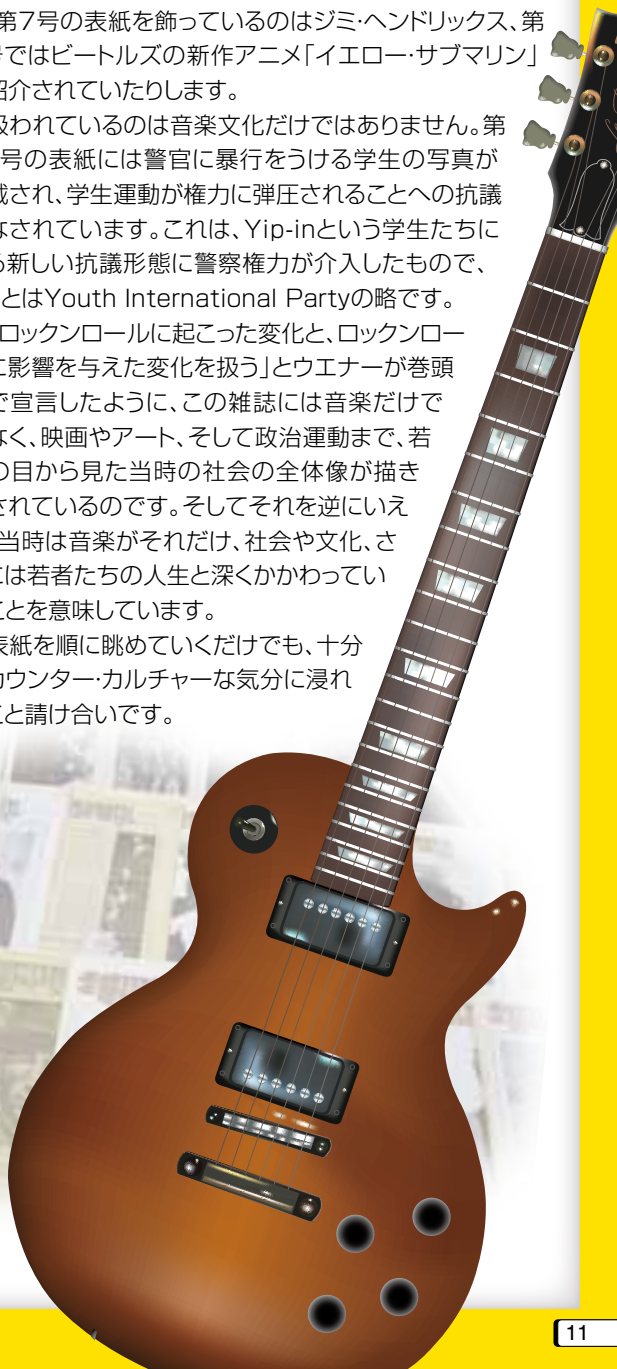 第7号の表紙を飾っているのはジミ・ヘンドリックス、第
号ではビートルズの新作アニメ「イエロー・サブマリン」
紹介されていたりします。
扱われているのは音楽文化だけではありません。第
号の表紙には警官に暴行をうける学生の写真が
載され、学生運動が権力に弾圧されることへの抗議
なされています。これは、Yip-inという学生たちに
る新しい抗議形態に警察権力が介入したもので、
とはYouth International Partyの略です。
ロックンロールに起こった変化と、ロックンロー
に影響を与えた変化を扱う」とウエナーが巻頭
で宣言したように、この雑誌には音楽だけで
なく、映画やアート、そして政治運動まで、若
の目から見た当時の社会の全体像が描き
されているのです。そしてそれを逆にいえ
当時は音楽がそれだけ、社会や文化、さ
には若者たちの人生と深くかかわってい
ことを意味しています。
表紙を順に眺めていくだけでも、十分
カウンター・カルチャーな気分に浸れ
こと請け合いです。
11